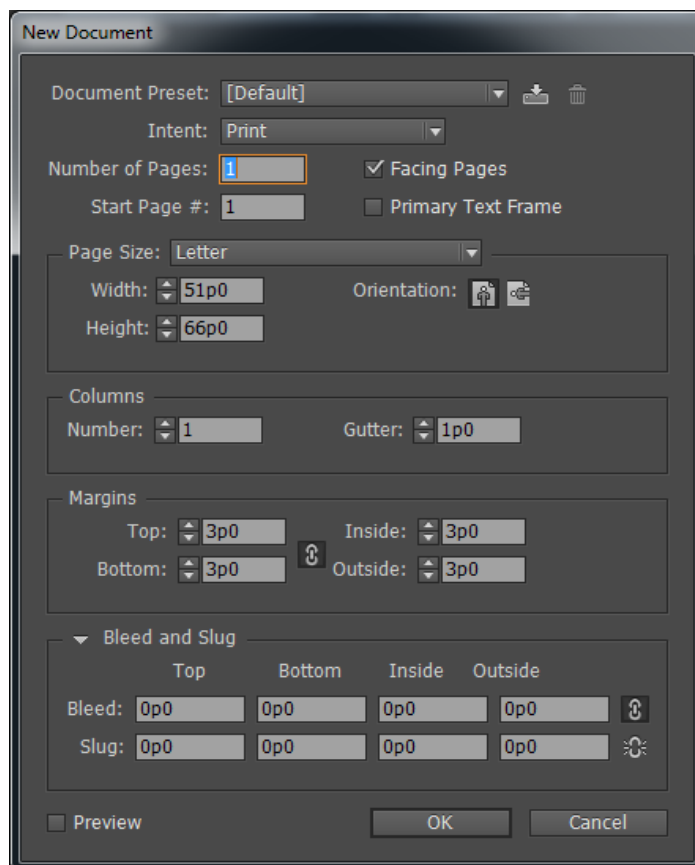 New Document
Document Preset: [Default]
Intent: Print
Number of Pages: 1 Facing Pages
Start Page #: 1 Primary Text Frame
Page Size: Letter
Width: 51p0 Orientation:
Height: 66p0
Columns
Number: 1 Gutter: 1p0
Margins
Top: 3p0 Inside: 3p0
Bottom: 3p0 Outside: 3p0
Bleed and Slug
Top Bottom Inside Outside
Bleed: 0p0 0p0 0p0 0p0
Slug: 0p0 0p0 0p0 0p0
Preview OK Cancel